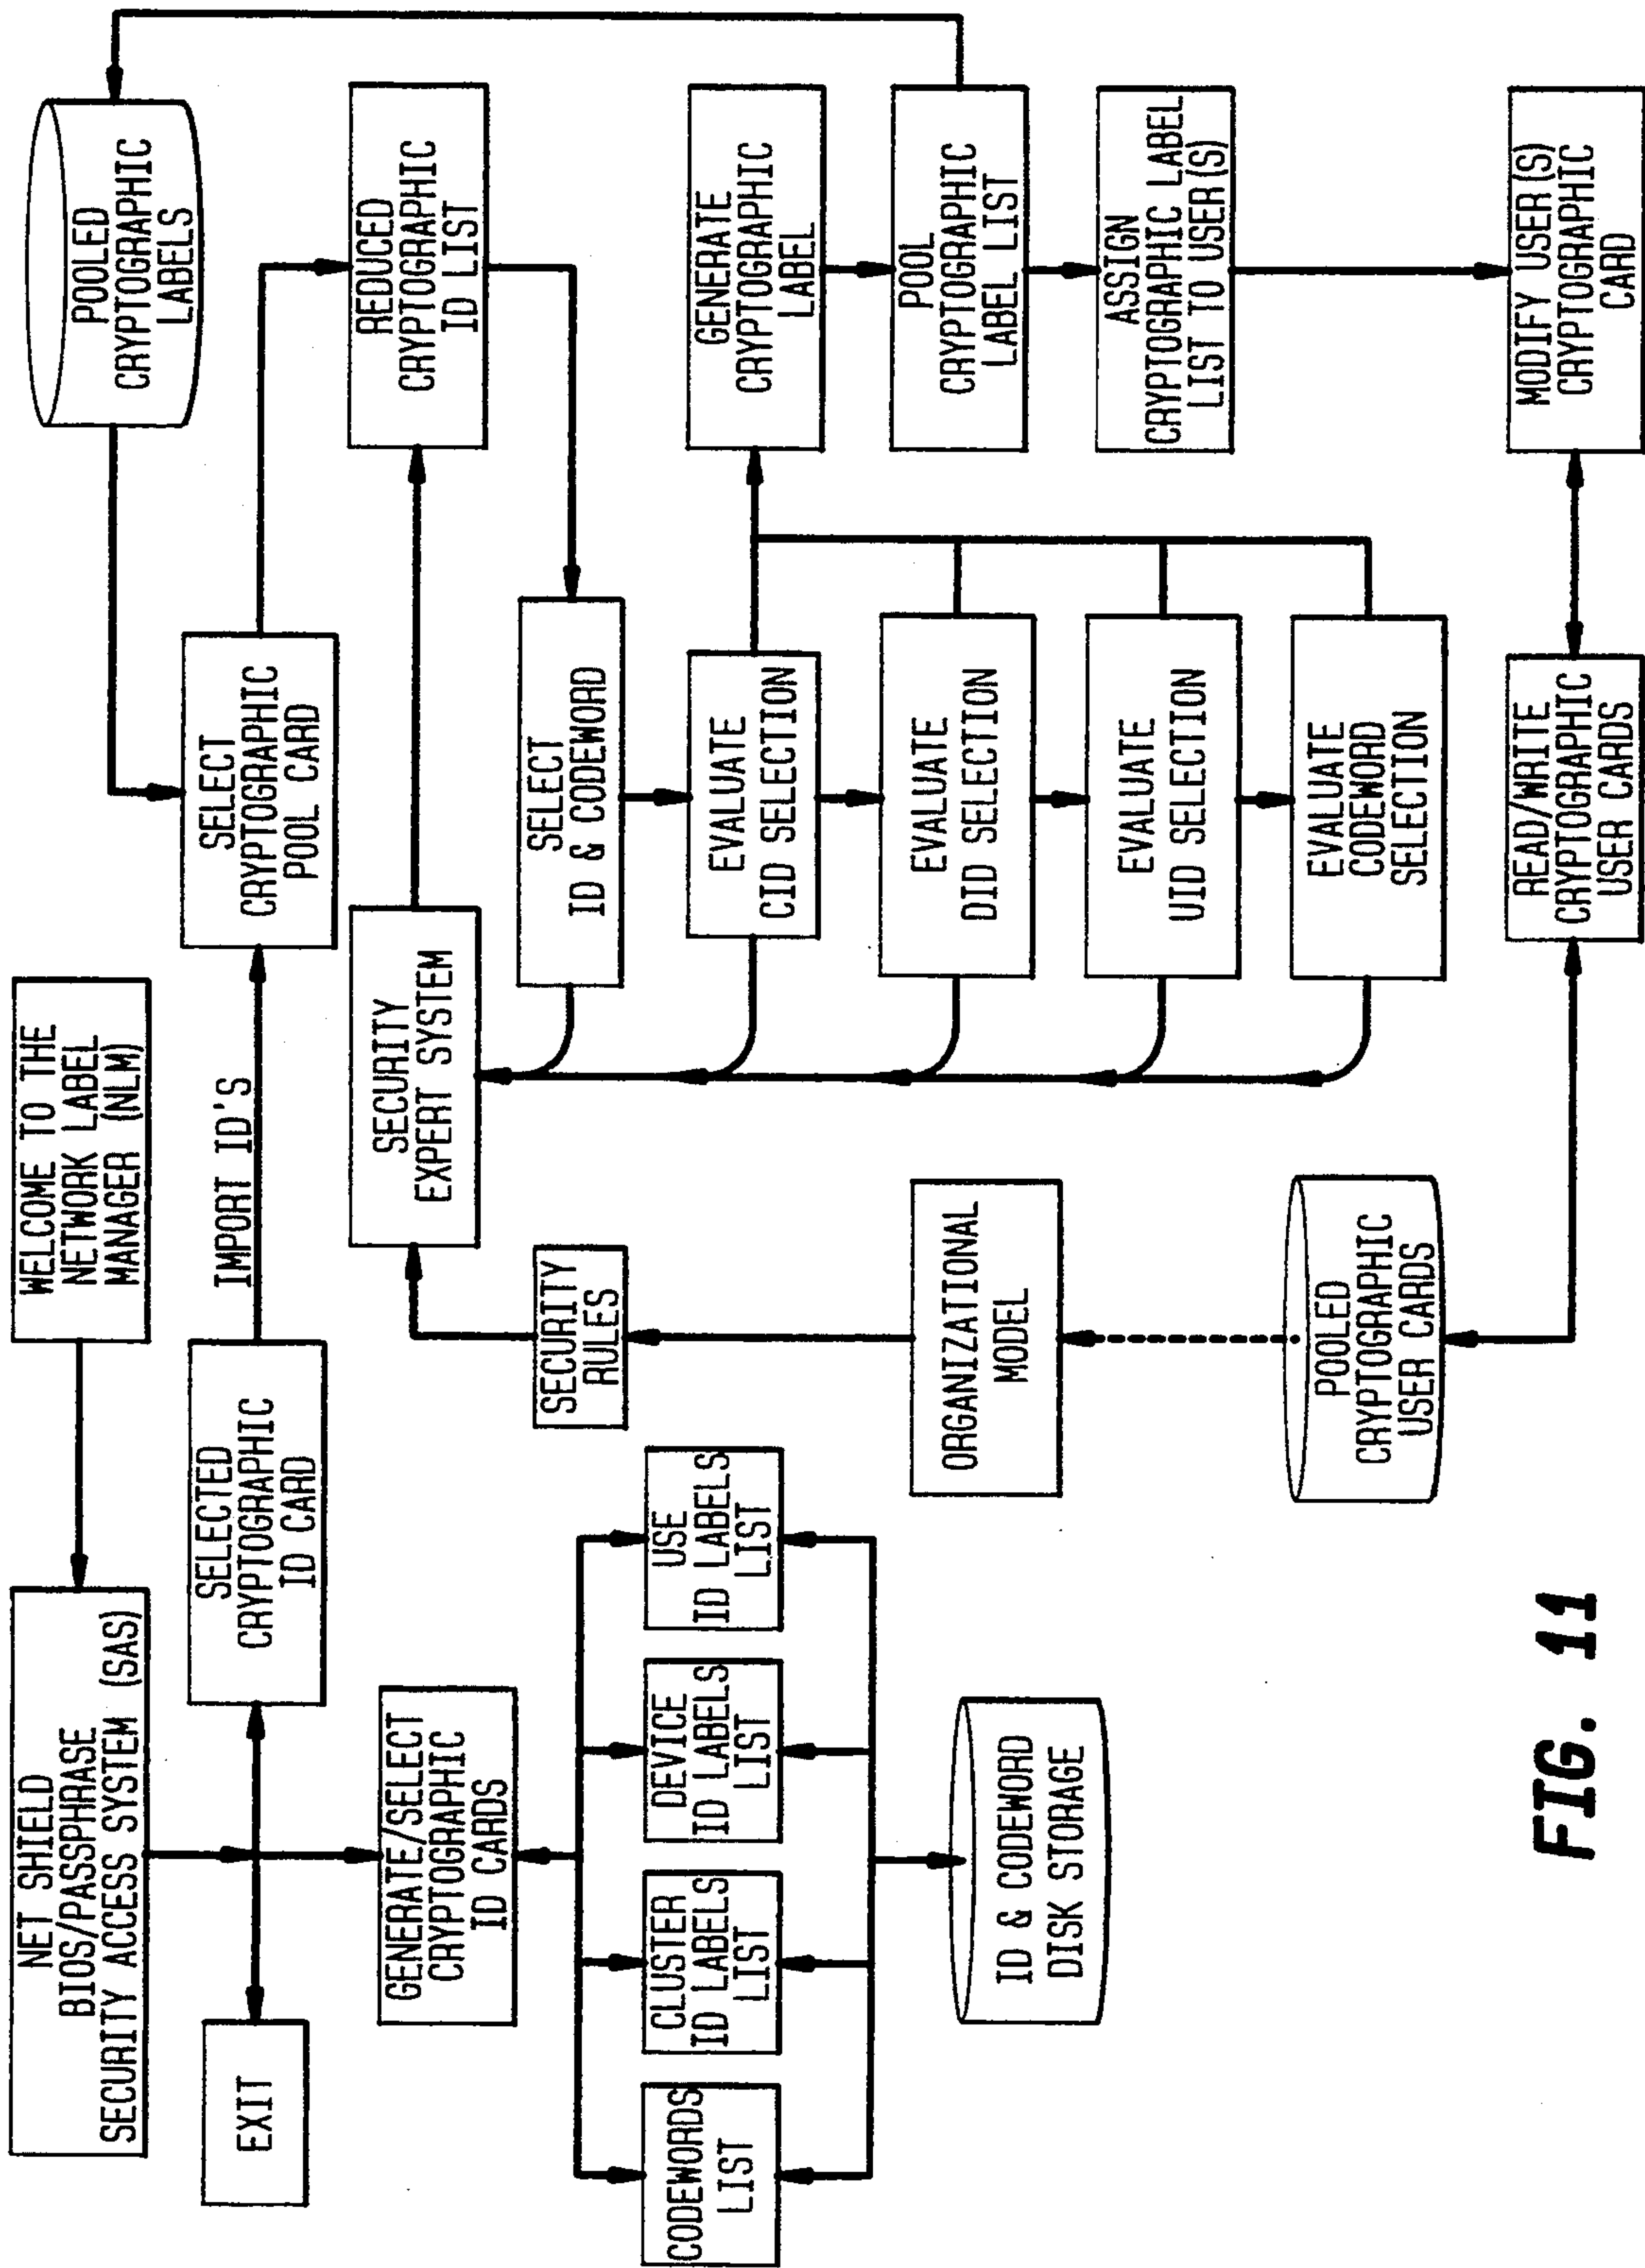 WELCOME TO THE
NETWORK LABEL
MANAGER (NLM)
NET SHIELD
BIOS/PASSPHRASE
SECURITY ACCESS SYSTEM (SAS)
EXIT
SELECTED
CRYPTOGRAPHIC
ID CARD
IMPORT ID'S
SELECT
CRYPTOGRAPHIC
POOL CARD
POOLED
CRYPTOGRAPHIC
LABELS
GENERATE/SELECT
CRYPTOGRAPHIC
ID CARDS
SECURITY
EXPERT SYSTEM
REDUCED
CRYPTOGRAPHIC
ID LIST
CODEWORDS
LIST
CLUSTER
ID LABELS
LIST
DEVICE
ID LABELS
LIST
USE
ID LABELS
LIST
SECURITY
RULES
SELECT
ID & CODEWORD
EVALUATE
CID SELECTION
GENERATE
CRYPTOGRAPHIC
LABEL
ID & CODEWORD
DISK STORAGE
ORGANIZATIONAL
MODEL
EVALUATE
DID SELECTION
POOL
CRYPTOGRAPHIC
LABEL LIST
EVALUATE
UID SELECTION
ASSIGN
CRYPTOGRAPHIC LABEL
LIST TO USER(S)
POOLED
CRYPTOGRAPHIC
USER CARDS
EVALUATE
CODEWORD
SELECTION
READ/WRITE
CRYPTOGRAPHIC
USER CARDS
MODIFY USER(S)
CRYPTOGRAPHIC
CARD
FIG. 11